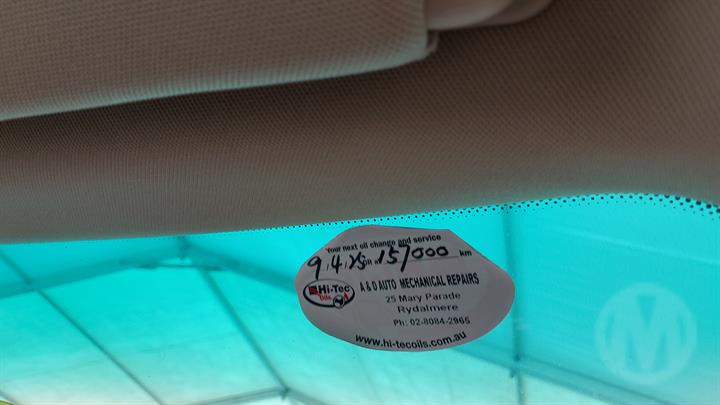 Your next oil change and service
9/4/25 OR 157000 km
Hi-Tec
Oils
A & D AUTO MECHANICAL REPAIRS
25 Mary Parade
Rydalmere
Ph: 02-8084-2965
www.hi-tecoils.com.au
M